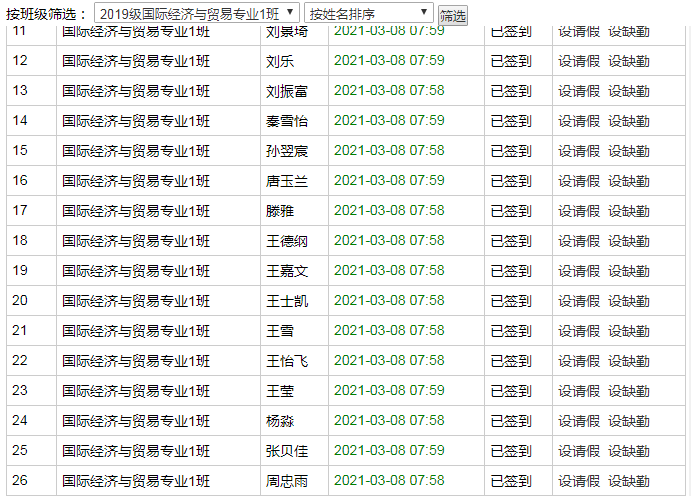 按班级筛选： 2019级国际经济与贸易专业1班 按姓名排序 筛选
11 国际经济与贸易专业1班 刘景琦 2021-03-08 07:59 已签到 设请假 设缺勤
12 国际经济与贸易专业1班 刘乐 2021-03-08 07:59 已签到 设请假 设缺勤
13 国际经济与贸易专业1班 刘振富 2021-03-08 07:58 已签到 设请假 设缺勤
14 国际经济与贸易专业1班 秦雪怡 2021-03-08 07:59 已签到 设请假 设缺勤
15 国际经济与贸易专业1班 孙翌宸 2021-03-08 07:58 已签到 设请假 设缺勤
16 国际经济与贸易专业1班 唐玉兰 2021-03-08 07:59 已签到 设请假 设缺勤
17 国际经济与贸易专业1班 滕雅 2021-03-08 07:58 已签到 设请假 设缺勤
18 国际经济与贸易专业1班 王德纲 2021-03-08 07:58 已签到 设请假 设缺勤
19 国际经济与贸易专业1班 王嘉文 2021-03-08 07:58 已签到 设请假 设缺勤
20 国际经济与贸易专业1班 王士凯 2021-03-08 07:58 已签到 设请假 设缺勤
21 国际经济与贸易专业1班 王雪 2021-03-08 07:58 已签到 设请假 设缺勤
22 国际经济与贸易专业1班 王怡飞 2021-03-08 07:58 已签到 设请假 设缺勤
23 国际经济与贸易专业1班 王莹 2021-03-08 07:59 已签到 设请假 设缺勤
24 国际经济与贸易专业1班 杨淼 2021-03-08 07:58 已签到 设请假 设缺勤
25 国际经济与贸易专业1班 张贝佳 2021-03-08 07:59 已签到 设请假 设缺勤
26 国际经济与贸易专业1班 周忠雨 2021-03-08 07:58 已签到 设请假 设缺勤